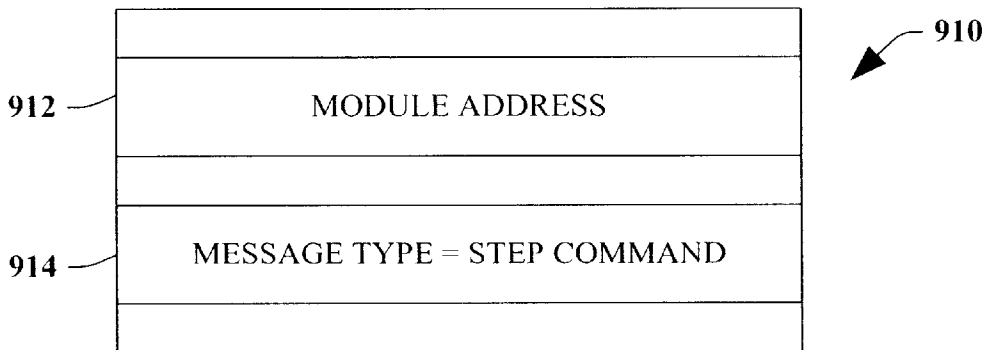 910
912
MODULE ADDRESS
914
MESSAGE TYPE = STEP COMMAND